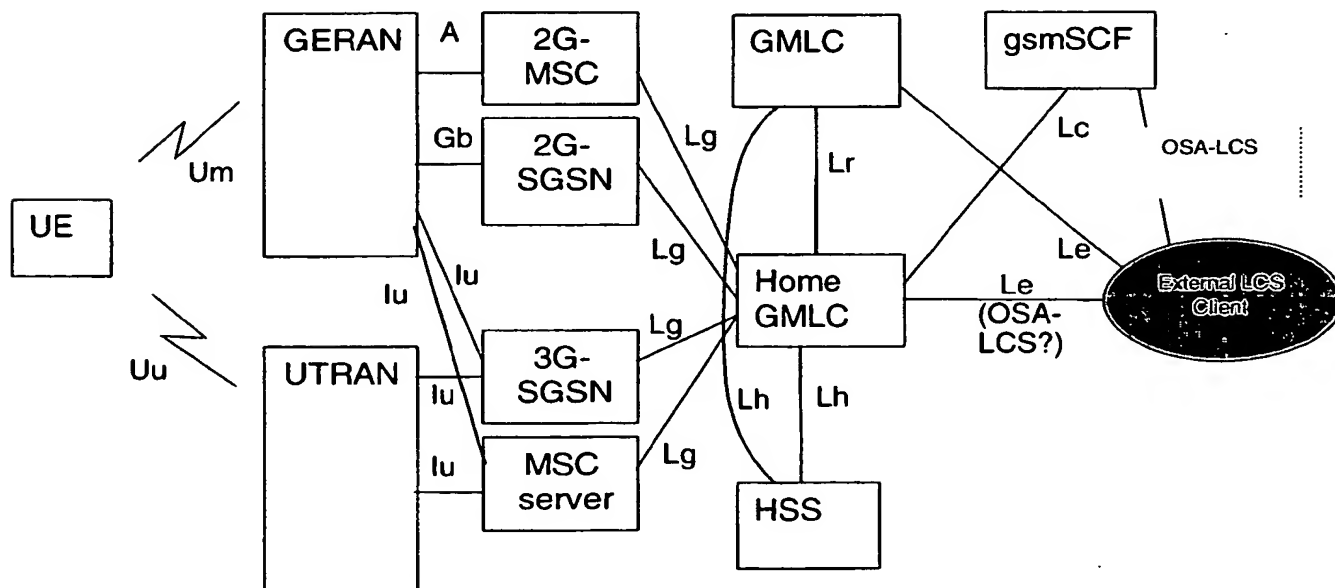 GERAN
A
2G-
MSC
GMLC
gsmSCF
Gb
2G-
SGSN
Lg
Lr
Lc
OSA-LCS
Um
UE
Lg
Le
Iu
Iu
Home
GMLC
Le
(OSA-
LCS?)
External LCS
Client
Uu
UTRAN
Iu
3G-
SGSN
Lg
Lh
Lh
Iu
MSC
server
Lg
HSS